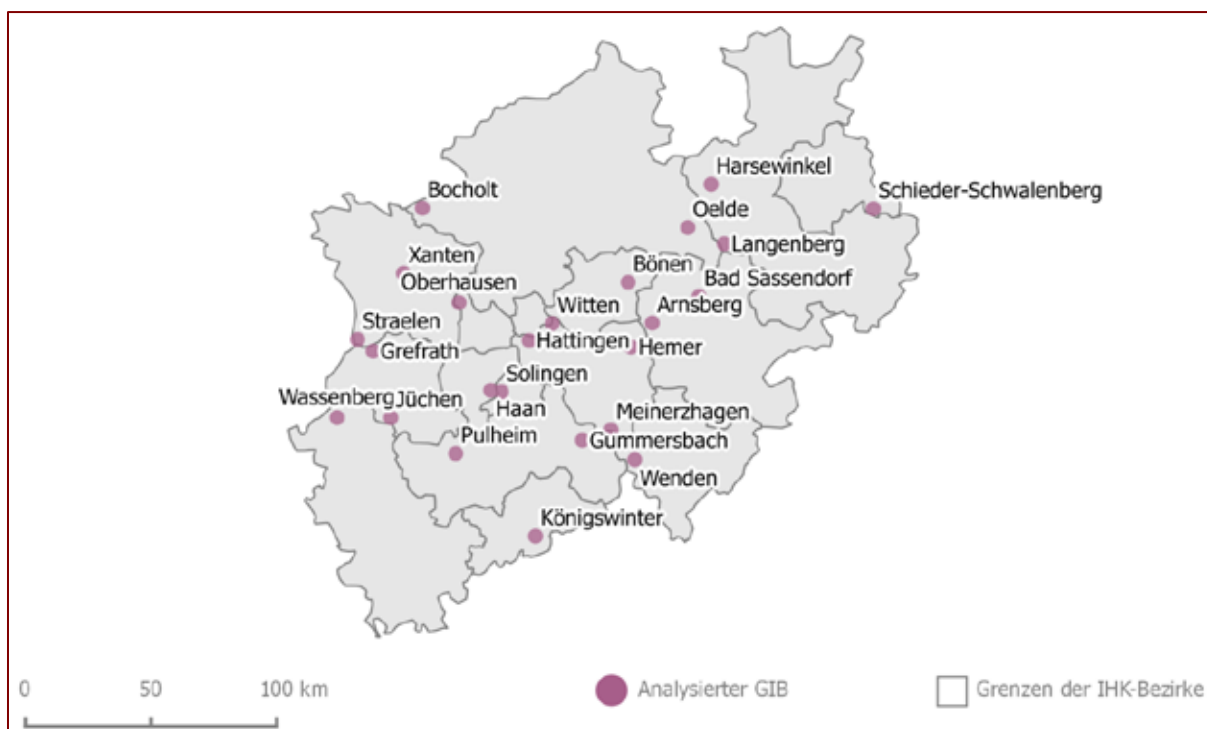 Harsewinkel
Bocholt
Schieder-Schwalenberg
Oelde
Langenberg
Xanten
Bönen
Bad Sassendorf
Oberhausen
Witten
Arnsberg
Straelen
Hattingen
Hemer
Grefrath
Solingen
Wassenberg
Jüchen
Haan
Meinerzhagen
Pulheim
Gummersbach
Wenden
Königswinter
0 50 100 km
Analysierter GIB
Grenzen der IHK-Bezirke